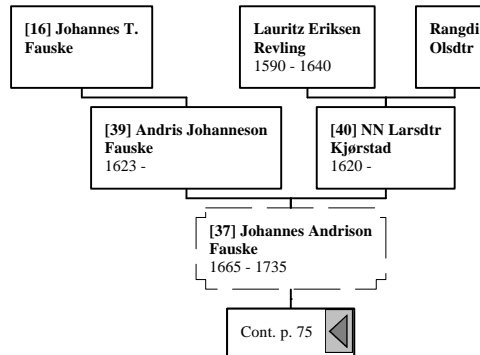 [16] Johannes T.
Fauske
Lauritz Eriksen
Revling
1590 - 1640
Rangdi
Olsdtr
[39] Andris Johanneson
Fauske
1623 -
[40] NN Larsdtr
Kjørstad
1620 -
[37] Johannes Andrison
Fauske
1665 - 1735
Cont. p. 75